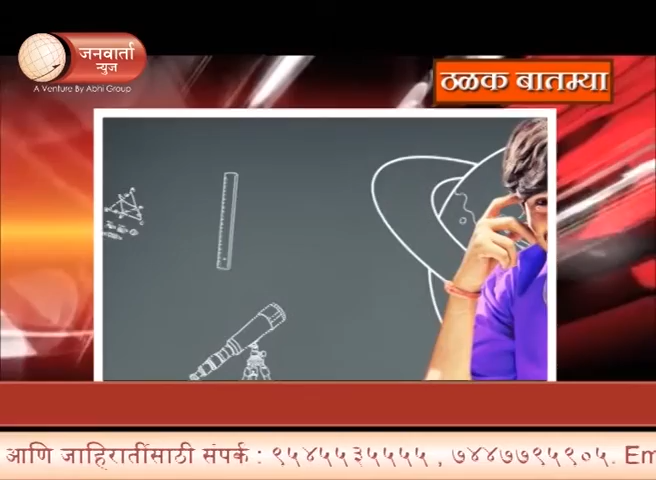 जनवार्ता
न्युज
A Venture By Abhi Group
ठळक बातम्या
आणि जाहिरातींसाठी संपर्क : ९५४५५३५५५५ , ७४४७७९५९०५. Em